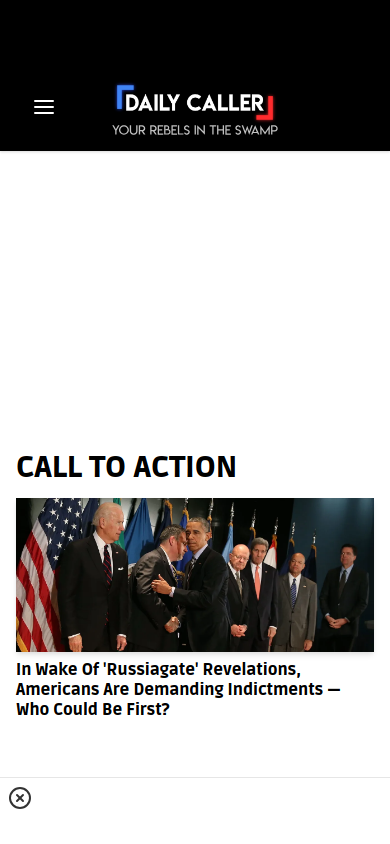 DAILY CALLER
YOUR REBELS IN THE SWAMP
CALL TO ACTION
In Wake Of 'Russiagate' Revelations,
Americans Are Demanding Indictments —
Who Could Be First?